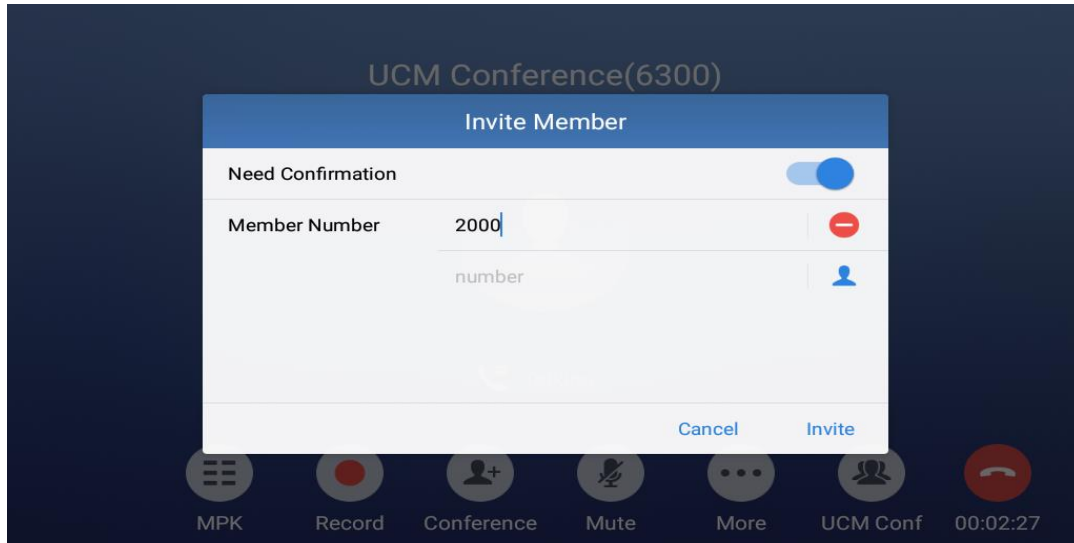 UCM Conference(6300)
Invite Member
Need Confirmation
Member Number 2000
number
Cancel Invite
MPK Record Conference Mute More UCM Conf 00:02:27